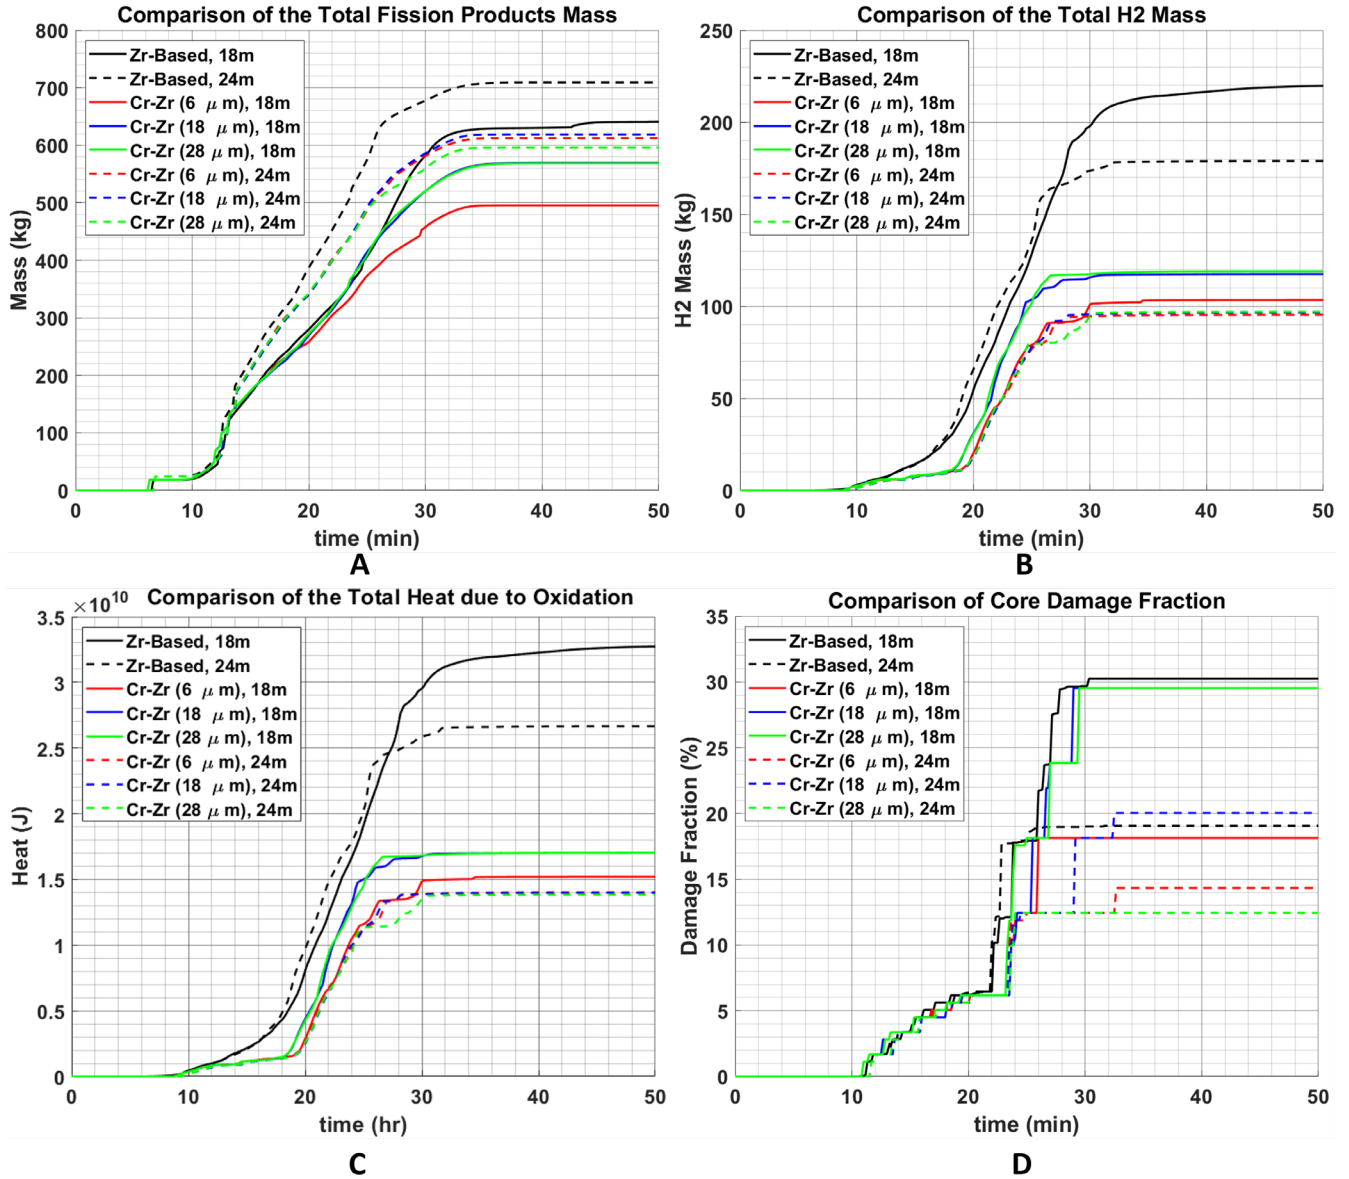 Comparison of the Total Fission Products Mass
800
700
600
500
400
300
200
100
0
Mass (kg)
Zr-Based, 18m
Zr-Based, 24m
Cr-Zr (6 μ m), 18m
Cr-Zr (18 μ m), 18m
Cr-Zr (28 μ m), 18m
Cr-Zr (6 μ m), 24m
Cr-Zr (18 μ m), 24m
Cr-Zr (28 μ m), 24m
0 10 20 30 40 50
time (min)
A
Comparison of the Total H2 Mass
250
200
150
100
50
0
H2 Mass (kg)
Zr-Based, 18m
Zr-Based, 24m
Cr-Zr (6 μ m), 18m
Cr-Zr (18 μ m), 18m
Cr-Zr (28 μ m), 18m
Cr-Zr (6 μ m), 24m
Cr-Zr (18 μ m), 24m
Cr-Zr (28 μ m), 24m
0 10 20 30 40 50
time (min)
B
Comparison of the Total Heat due to Oxidation
×10^10
3.5
3
2.5
2
1.5
1
0.5
0
Heat (J)
Zr-Based, 18m
Zr-Based, 24m
Cr-Zr (6 μ m), 18m
Cr-Zr (18 μ m), 18m
Cr-Zr (28 μ m), 18m
Cr-Zr (6 μ m), 24m
Cr-Zr (18 μ m), 24m
Cr-Zr (28 μ m), 24m
0 10 20 30 40 50
time (hr)
C
Comparison of Core Damage Fraction
35
30
25
20
15
10
5
0
Damage Fraction (%)
Zr-Based, 18m
Zr-Based, 24m
Cr-Zr (6 μ m), 18m
Cr-Zr (18 μ m), 18m
Cr-Zr (28 μ m), 18m
Cr-Zr (6 μ m), 24m
Cr-Zr (18 μ m), 24m
Cr-Zr (28 μ m), 24m
0 10 20 30 40 50
time (min)
D